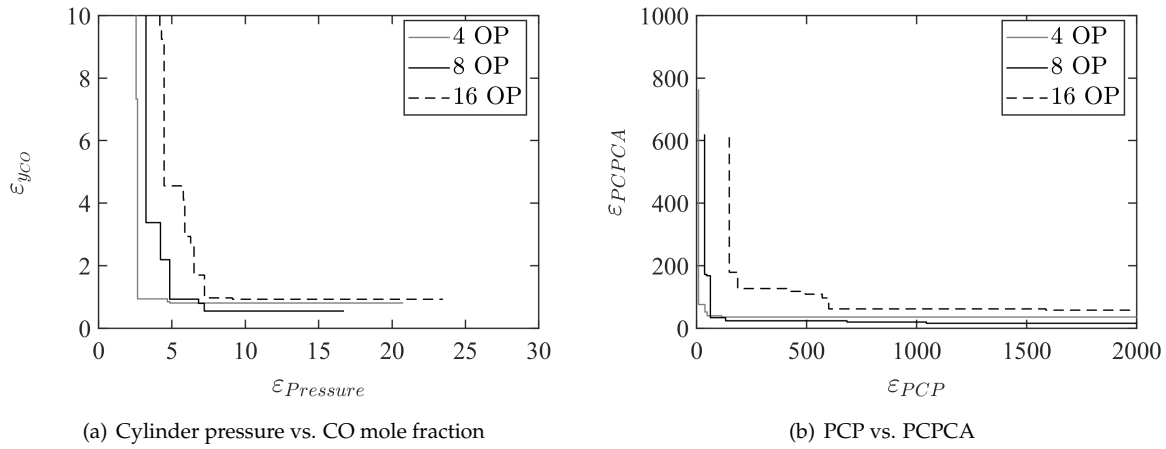 10
8
6
4
2
0
0 5 10 15 20 25 30
ε_{y_{CO}}
ε_{Pressure}
4 OP
8 OP
16 OP
(a) Cylinder pressure vs. CO mole fraction
1000
800
600
400
200
0
0 500 1000 1500 2000
ε_{PCPCA}
ε_{PCP}
4 OP
8 OP
16 OP
(b) PCP vs. PCPCA